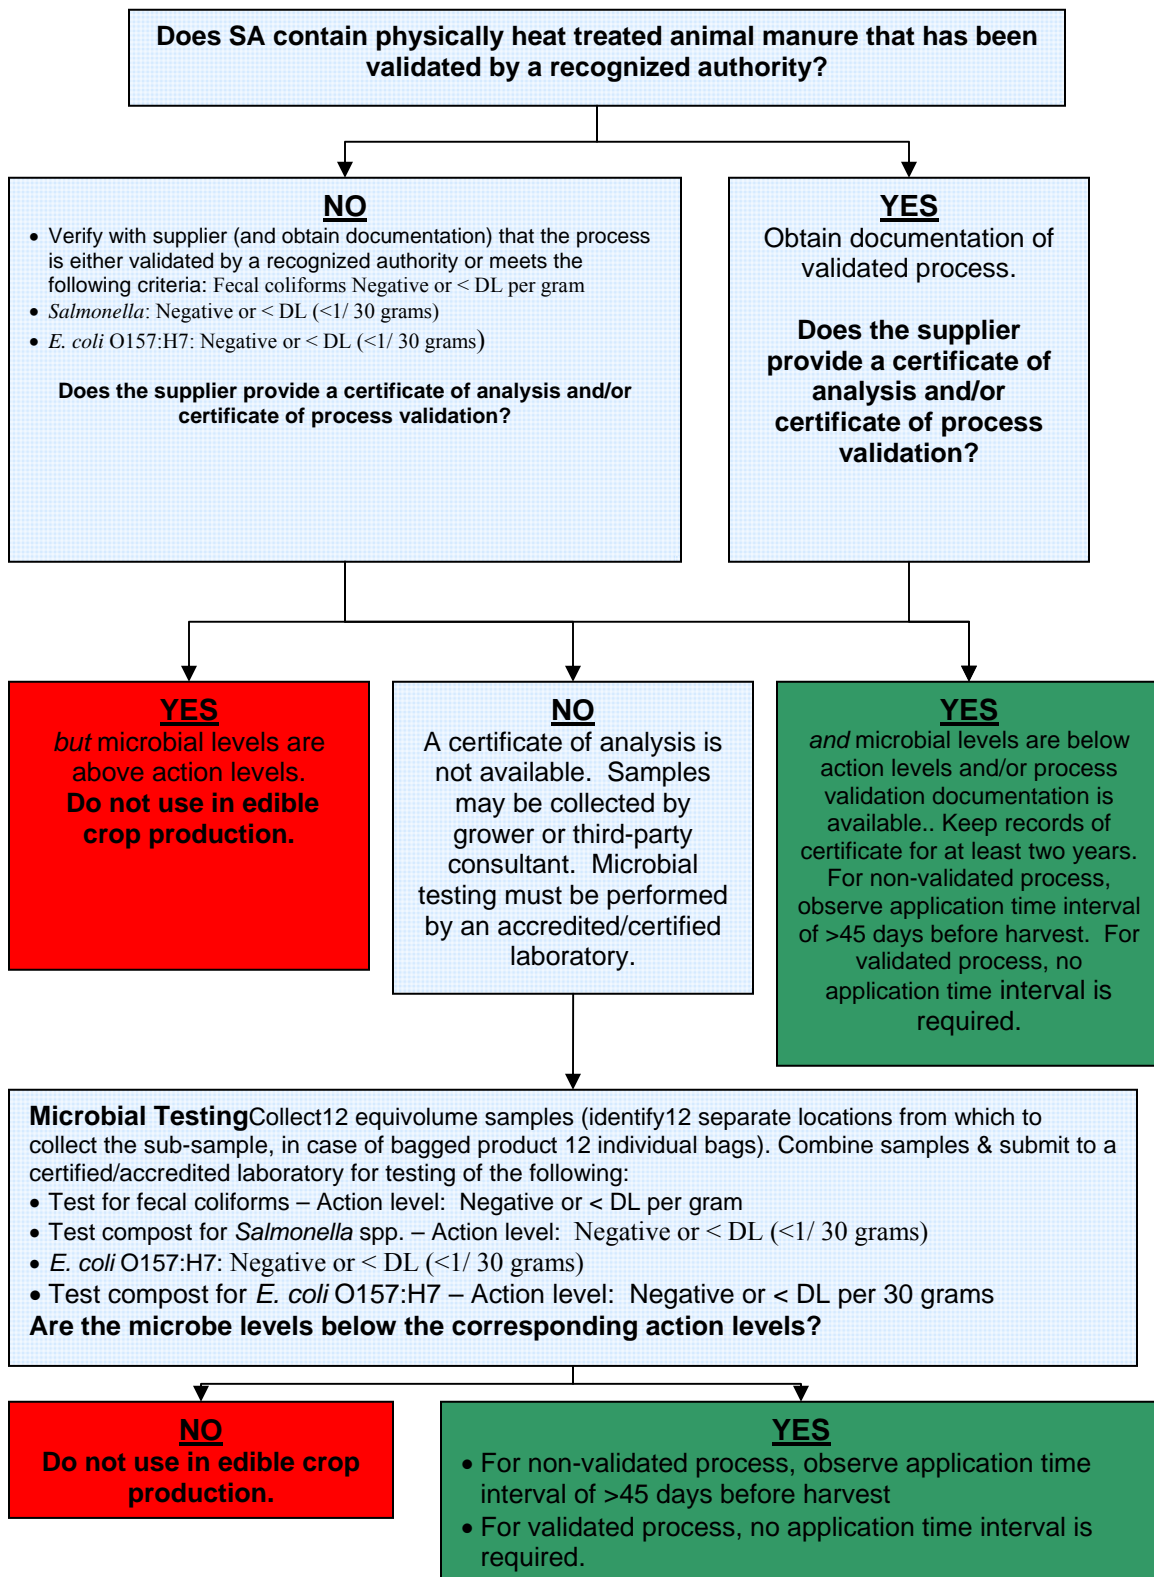 Does SA contain physically heat treated animal manure that has been
validated by a recognized authority?
NO
• Verify with supplier (and obtain documentation) that the process
is either validated by a recognized authority or meets the
following criteria: Fecal coliforms Negative or < DL per gram
• Salmonella: Negative or < DL (<1/ 30 grams)
• E. coli O157:H7: Negative or < DL (<1/ 30 grams)
Does the supplier provide a certificate of analysis and/or
certificate of process validation?
YES
Obtain documentation of
validated process.
Does the supplier
provide a certificate of
analysis and/or
certificate of process
validation?
YES
but microbial levels are
above action levels.
Do not use in edible
crop production.
NO
A certificate of analysis is
not available.  Samples
may be collected by
grower or third-party
consultant.  Microbial
testing must be performed
by an accredited/certified
laboratory.
YES
and microbial levels are below
action levels and/or process
validation documentation is
available.. Keep records of
certificate for at least two years.
For non-validated process,
observe application time interval
of >45 days before harvest.  For
validated process, no
application time interval is
required.
Microbial TestingCollect12 equivolume samples (identify12 separate locations from which to
collect the sub-sample, in case of bagged product 12 individual bags). Combine samples & submit to a
certified/accredited laboratory for testing of the following:
• Test for fecal coliforms – Action level:  Negative or < DL per gram
• Test compost for Salmonella spp. – Action level:  Negative or < DL (<1/ 30 grams)
• E. coli O157:H7: Negative or < DL (<1/ 30 grams)
• Test compost for E. coli O157:H7 – Action level:  Negative or < DL per 30 grams
Are the microbe levels below the corresponding action levels?
NO
Do not use in edible crop
production.
YES
• For non-validated process, observe application time
interval of >45 days before harvest
• For validated process, no application time interval is
required.